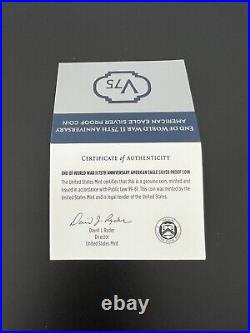 V75
END OF WORLD WAR II 75TH ANNIVERSARY
AMERICAN EAGLE SILVER PROOF COIN
CERTIFICATE OF AUTHENTICITY
END OF WORLD WAR II 75TH ANNIVERSARY AMERICAN EAGLE SILVER PROOF COIN
The United States Mint certifies that this is a genuine coin, minted and
issued in accordance with Public Law 99-61. This coin was minted by the
United States Mint and is legal tender of the United States.
David J. Ryder
David J. Ryder
Director
United States Mint